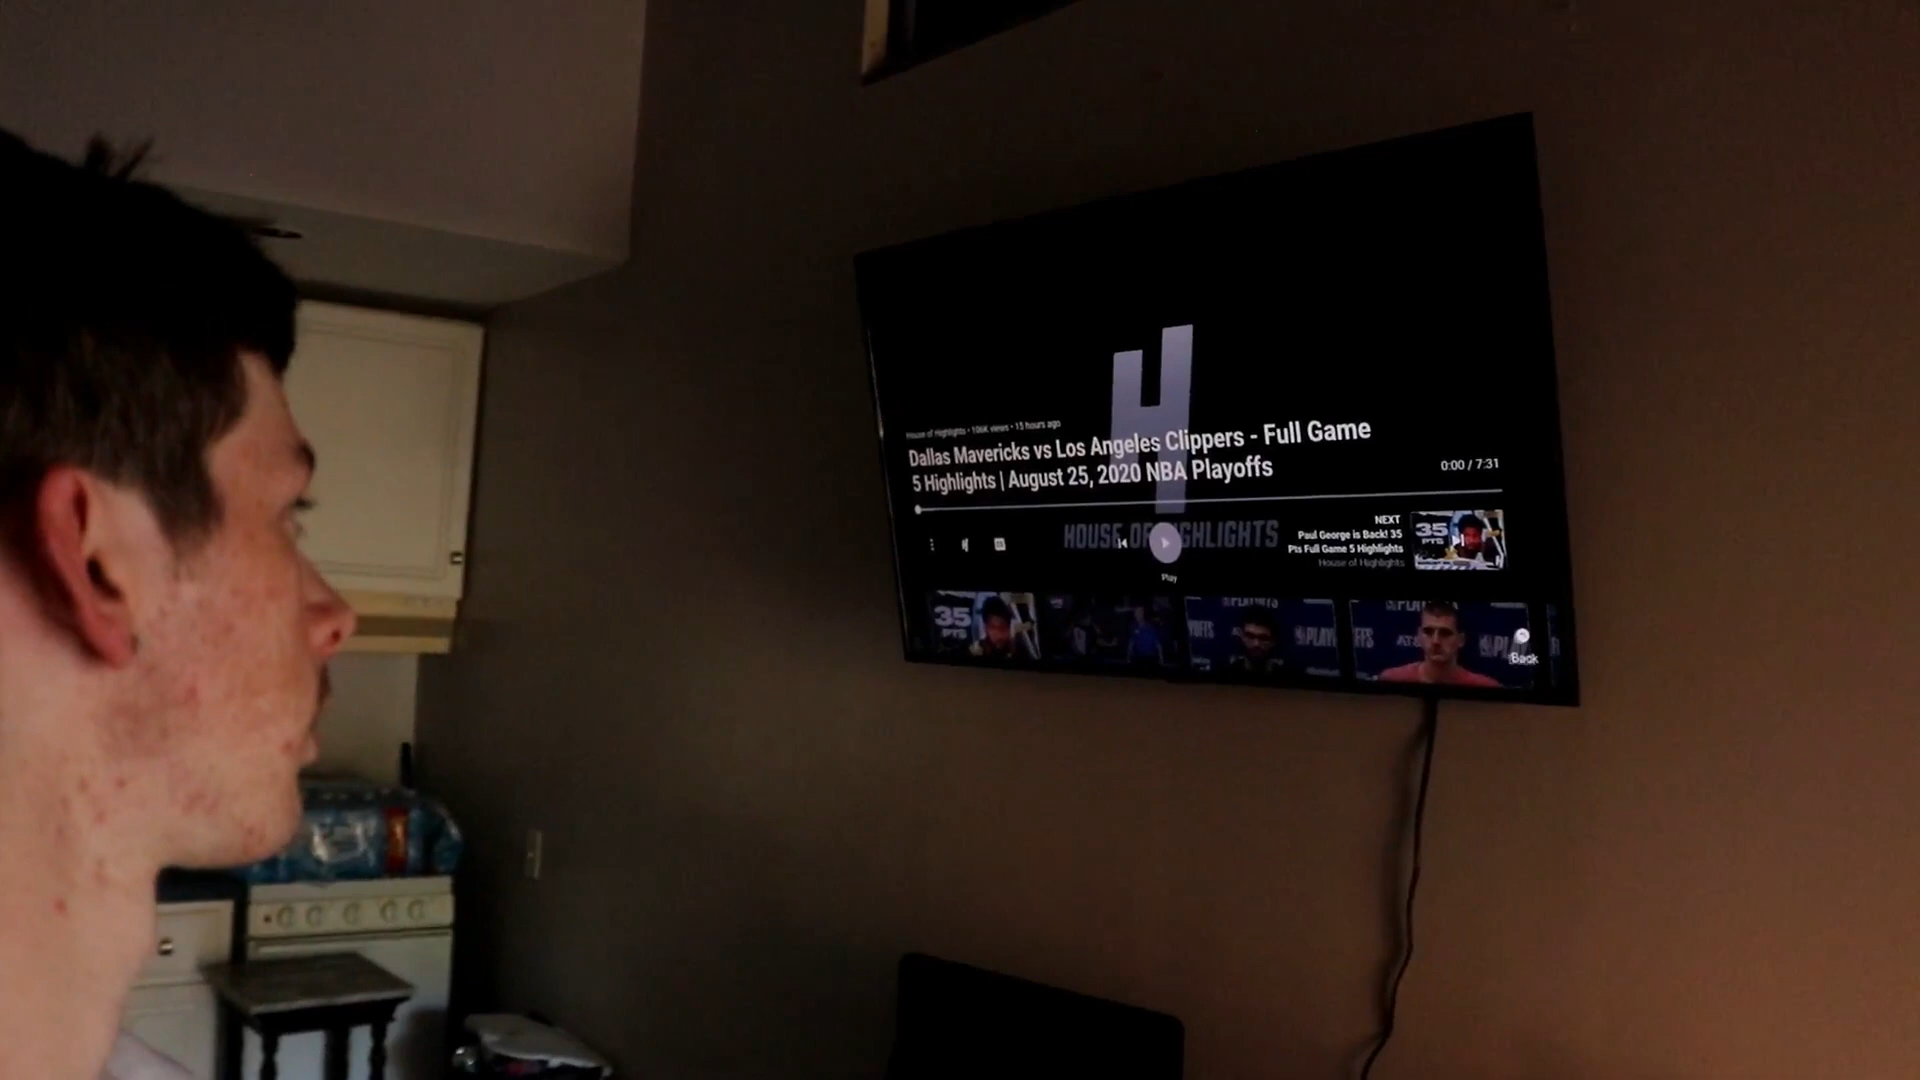 House of Highlights • 106K views • 15 hours ago
Dallas Mavericks vs Los Angeles Clippers - Full Game
5 Highlights | August 25, 2020 NBA Playoffs
0:00 / 7:31
HOUSE OF HIGHLIGHTS
Play
NEXT
Paul George is Back! 35
Pts Full Game 5 Highlights
House of Highlights
35
PTS
35
PTS
Back